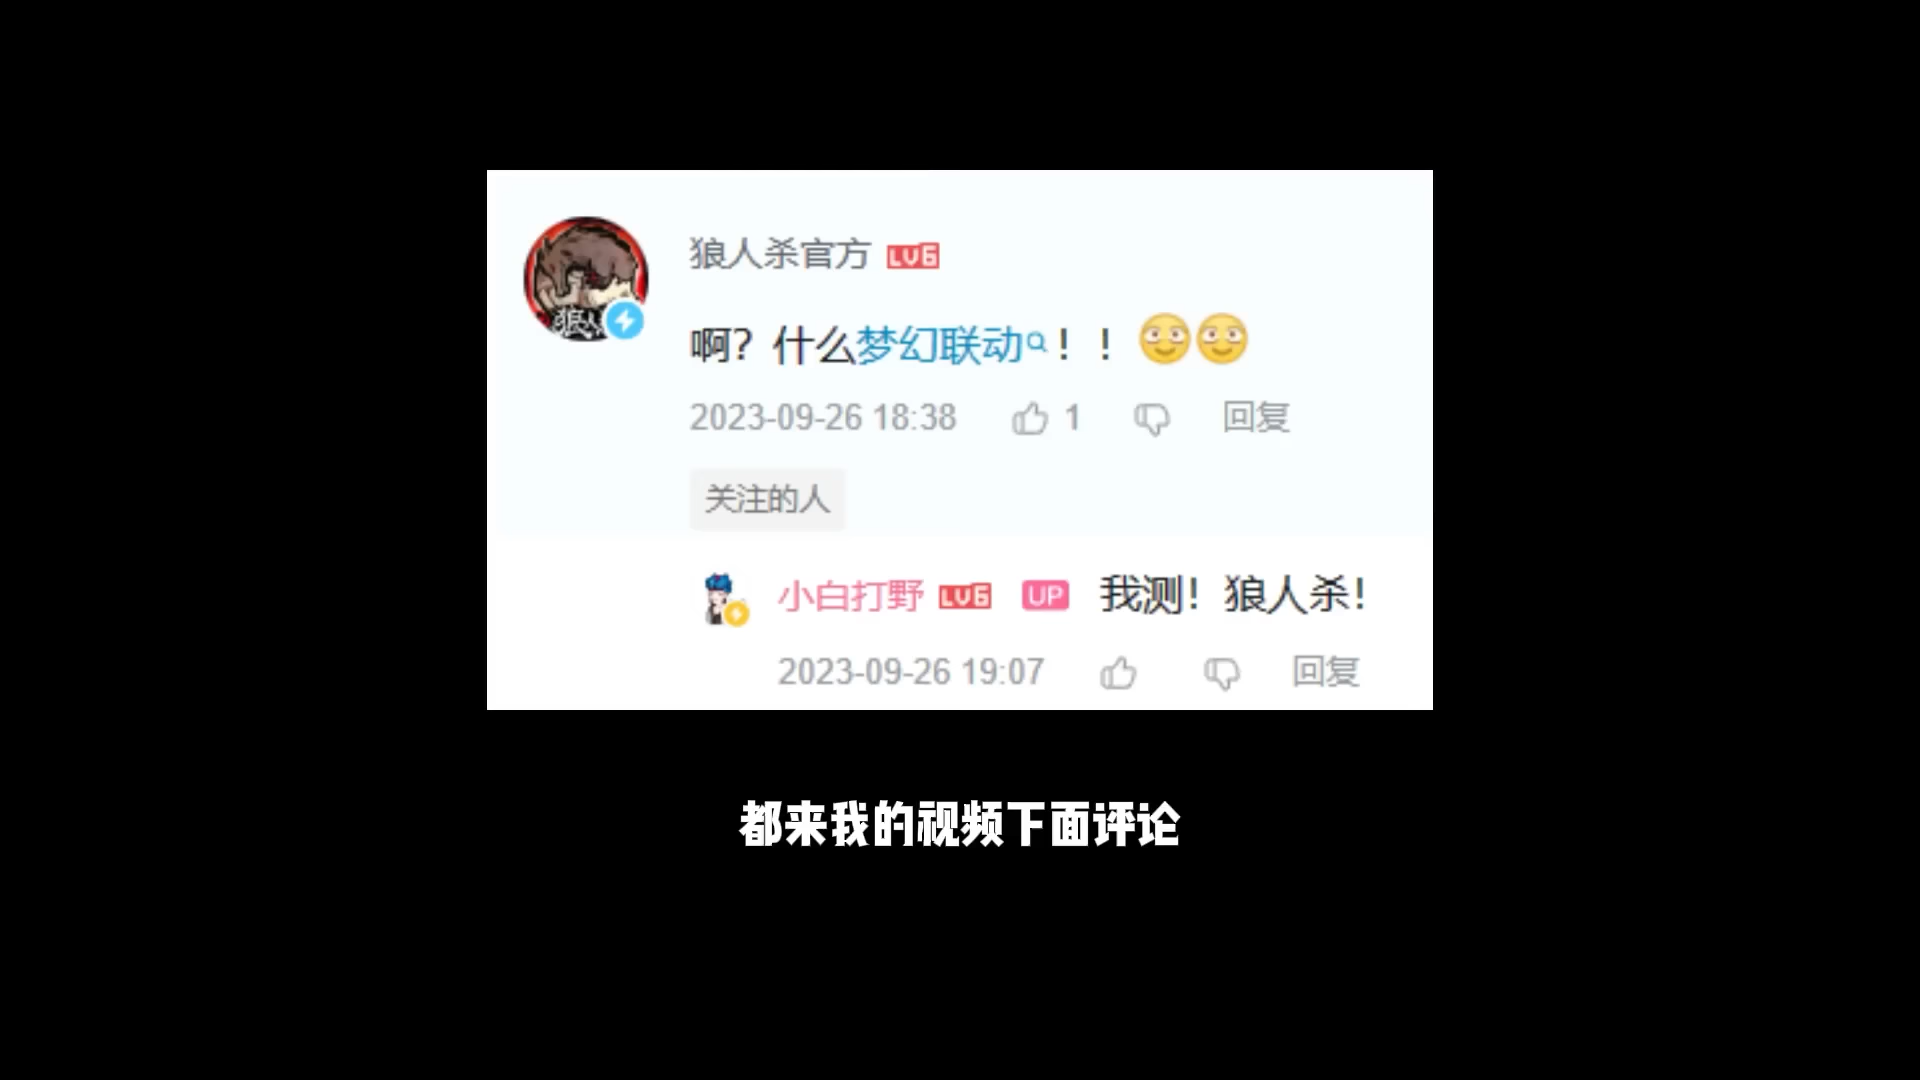 狼人杀官方 LV6
啊？什么梦幻联动！！
2023-09-26 18:38 1 回复
关注的人
小白打野 LV6 UP 我测！狼人杀！
2023-09-26 19:07 回复
都来我的视频下面评论